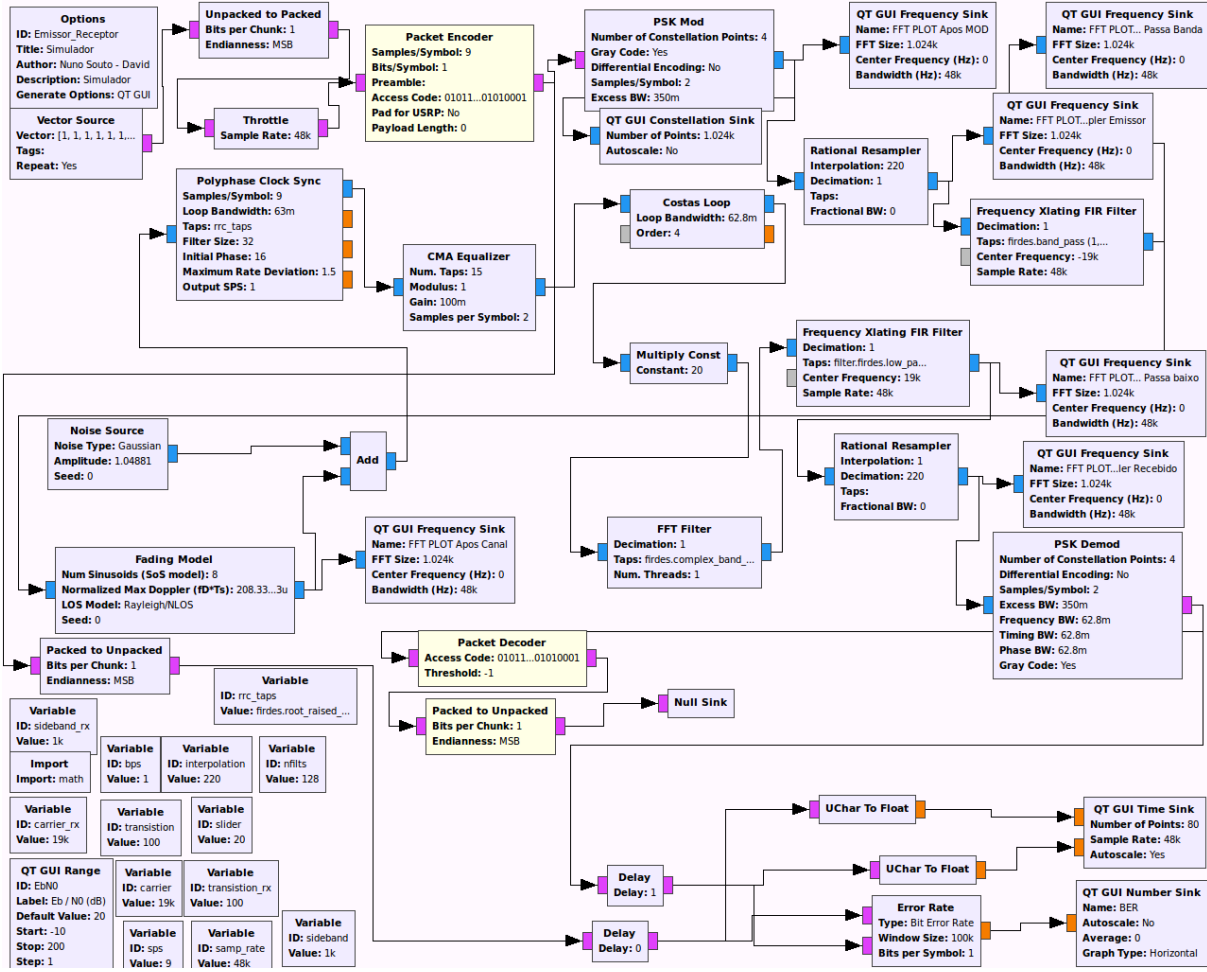 Options
ID: Emissor_Receptor
Title: Simulador
Author: Nuno Souto - David
Description: Simulador
Generate Options: QT GUI
Vector Source
Vector: [1, 1, 1, 1, 1, 1,...
Tags:
Repeat: Yes
Unpacked to Packed
Bits per Chunk: 1
Endianness: MSB
Throttle
Sample Rate: 48k
Packet Encoder
Samples/Symbol: 9
Bits/Symbol: 1
Preamble:
Access Code: 01011...01010001
Pad for USRP: No
Payload Length: 0
PSK Mod
Number of Constellation Points: 4
Gray Code: Yes
Differential Encoding: No
Samples/Symbol: 2
Excess BW: 350m
QT GUI Constellation Sink
Number of Points: 1.024k
Autoscale: No
QT GUI Frequency Sink
Name: FFT PLOT Apos MOD
FFT Size: 1.024k
Center Frequency (Hz): 0
Bandwidth (Hz): 48k
QT GUI Frequency Sink
Name: FFT PLOT... Passa Banda
FFT Size: 1.024k
Center Frequency (Hz): 0
Bandwidth (Hz): 48k
QT GUI Frequency Sink
Name: FFT PLOT...pler Emissor
FFT Size: 1.024k
Center Frequency (Hz): 0
Bandwidth (Hz): 48k
Rational Resampler
Interpolation: 220
Decimation: 1
Taps:
Fractional BW: 0
Frequency Xlating FIR Filter
Decimation: 1
Taps: firdes.band_pass (1,...
Center Frequency: -19k
Sample Rate: 48k
Polyphase Clock Sync
Samples/Symbol: 9
Loop Bandwidth: 63m
Taps: rrc_taps
Filter Size: 32
Initial Phase: 16
Maximum Rate Deviation: 1.5
Output SPS: 1
CMA Equalizer
Num. Taps: 15
Modulus: 1
Gain: 100m
Samples per Symbol: 2
Costas Loop
Loop Bandwidth: 62.8m
Order: 4
Multiply Const
Constant: 20
Frequency Xlating FIR Filter
Decimation: 1
Taps: filter.firdes.low_pa...
Center Frequency: 19k
Sample Rate: 48k
QT GUI Frequency Sink
Name: FFT PLOT... Passa baixo
FFT Size: 1.024k
Center Frequency (Hz): 0
Bandwidth (Hz): 48k
Noise Source
Noise Type: Gaussian
Amplitude: 1.04881
Seed: 0
Add
Rational Resampler
Interpolation: 1
Decimation: 220
Taps:
Fractional BW: 0
QT GUI Frequency Sink
Name: FFT PLOT...ler Recebido
FFT Size: 1.024k
Center Frequency (Hz): 0
Bandwidth (Hz): 48k
Fading Model
Num Sinusoids (SoS model): 8
Normalized Max Doppler (fD*Ts): 208.33...3u
LOS Model: Rayleigh/NLOS
Seed: 0
QT GUI Frequency Sink
Name: FFT PLOT Apos Canal
FFT Size: 1.024k
Center Frequency (Hz): 0
Bandwidth (Hz): 48k
FFT Filter
Decimation: 1
Taps: firdes.complex_band_...
Num. Threads: 1
PSK Demod
Number of Constellation Points: 4
Differential Encoding: No
Samples/Symbol: 2
Excess BW: 350m
Frequency BW: 62.8m
Timing BW: 62.8m
Phase BW: 62.8m
Gray Code: Yes
Packed to Unpacked
Bits per Chunk: 1
Endianness: MSB
Packet Decoder
Access Code: 01011...01010001
Threshold: -1
Packed to Unpacked
Bits per Chunk: 1
Endianness: MSB
Null Sink
Variable
ID: rrc_taps
Value: firdes.root_raised_...
Variable
ID: sideband_rx
Value: 1k
Import
Import: math
Variable
ID: bps
Value: 1
Variable
ID: interpolation
Value: 220
Variable
ID: nfilts
Value: 128
Variable
ID: carrier_rx
Value: 19k
Variable
ID: transistion
Value: 100
Variable
ID: slider
Value: 20
QT GUI Range
ID: EbN0
Label: Eb / N0 (dB)
Default Value: 20
Start: -10
Stop: 200
Step: 1
Variable
ID: carrier
Value: 19k
Variable
ID: transistion_rx
Value: 100
Variable
ID: sps
Value: 9
Variable
ID: samp_rate
Value: 48k
Variable
ID: sideband
Value: 1k
UChar To Float
QT GUI Time Sink
Number of Points: 80
Sample Rate: 48k
Autoscale: Yes
UChar To Float
Delay
Delay: 1
Delay
Delay: 0
Error Rate
Type: Bit Error Rate
Window Size: 100k
Bits per Symbol: 1
QT GUI Number Sink
Name: BER
Autoscale: No
Average: 0
Graph Type: Horizontal